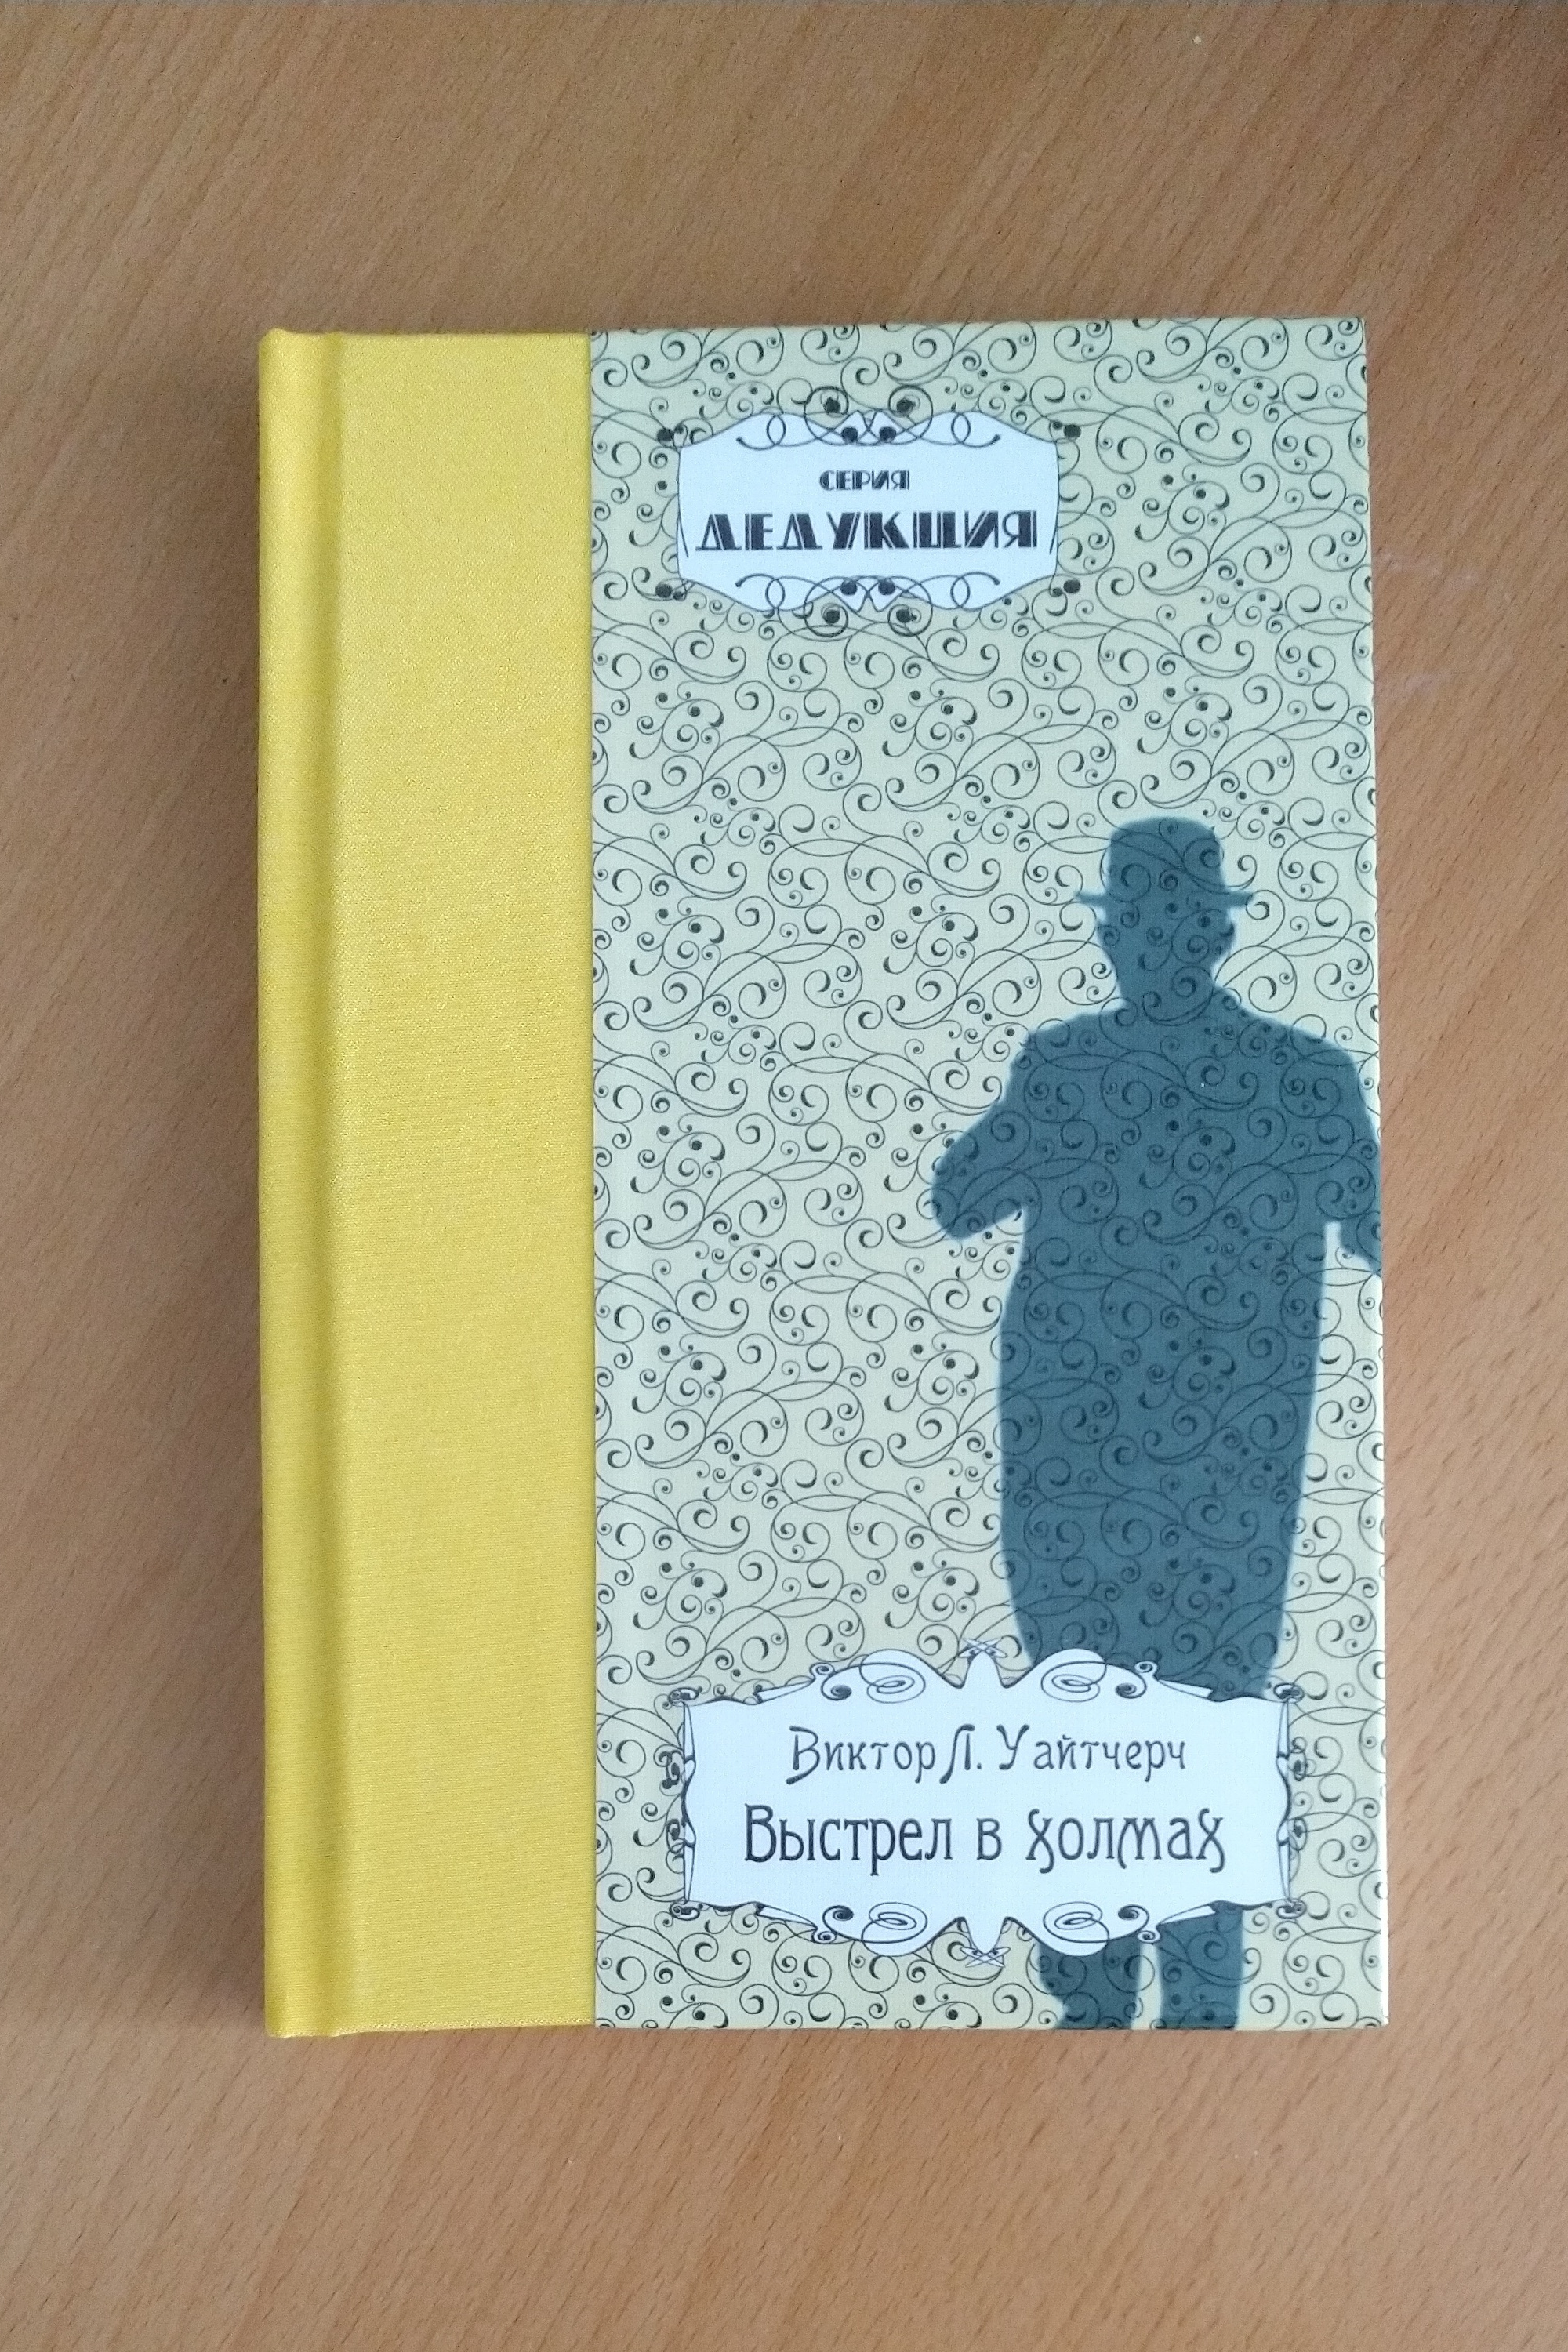 СЕРИЯ
ДЕДУКЦИЯ
Виктор Л. Уайтчерч
Выстрел в холмах